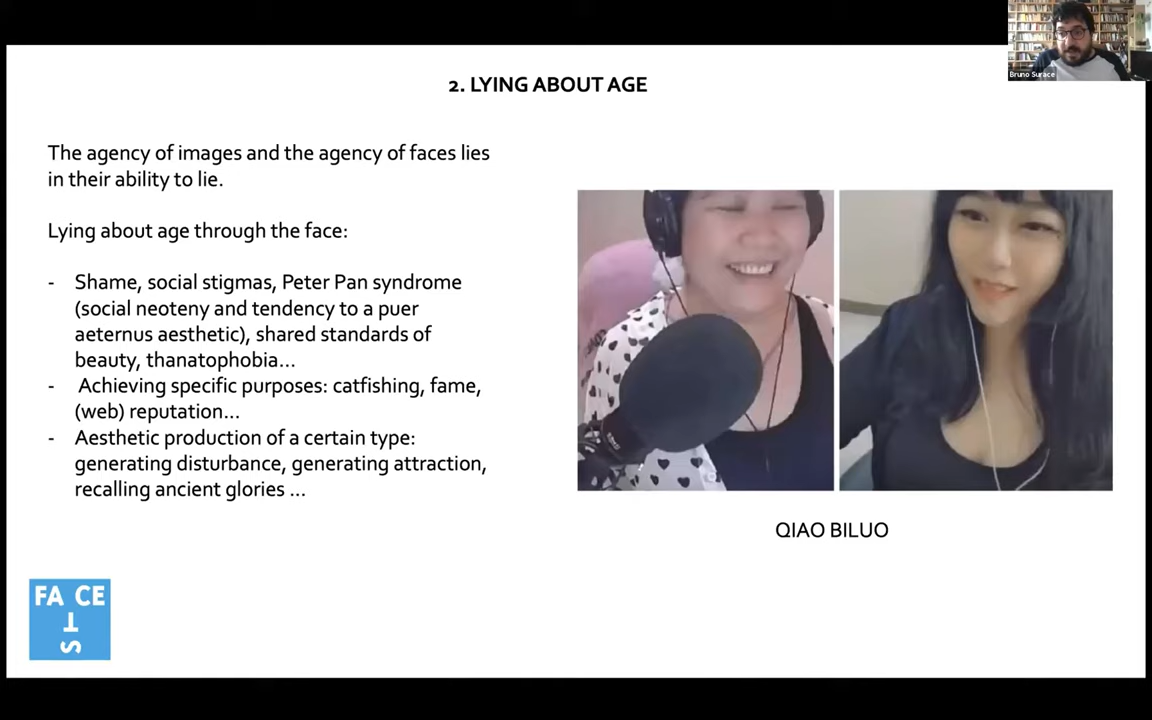 Bruno Surace
2. LYING ABOUT AGE
The agency of images and the agency of faces lies
in their ability to lie.
Lying about age through the face:
- Shame, social stigmas, Peter Pan syndrome
(social neoteny and tendency to a puer
aeternus aesthetic), shared standards of
beauty, thanatophobia...
- Achieving specific purposes: catfishing, fame,
(web) reputation...
- Aesthetic production of a certain type:
generating disturbance, generating attraction,
recalling ancient glories ...
QIAO BILUO
FA CE
T
S